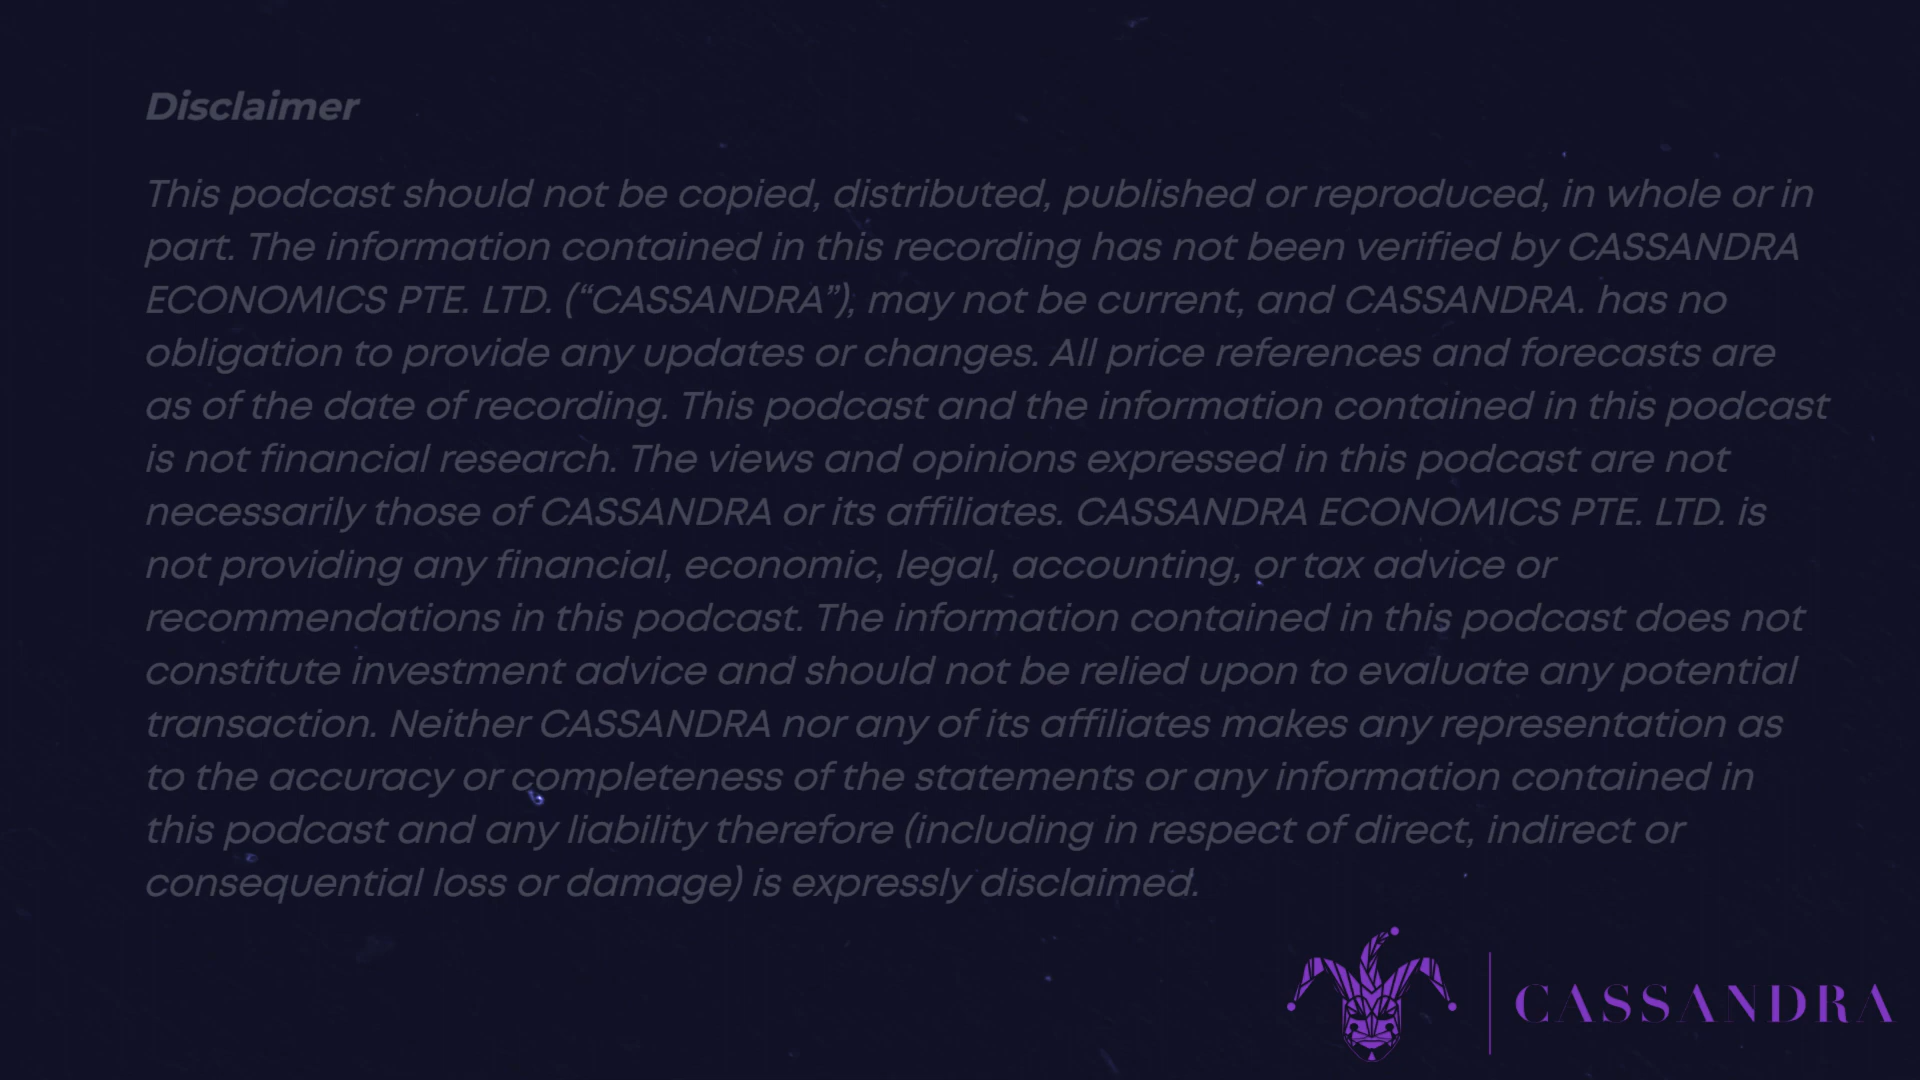 Disclaimer
This podcast should not be copied, distributed, published or reproduced, in whole or in
part. The information contained in this recording has not been verified by CASSANDRA
ECONOMICS PTE. LTD. (“CASSANDRA”), may not be current, and CASSANDRA. has no
obligation to provide any updates or changes. All price references and forecasts are
as of the date of recording. This podcast and the information contained in this podcast
is not financial research. The views and opinions expressed in this podcast are not
necessarily those of CASSANDRA or its affiliates. CASSANDRA ECONOMICS PTE. LTD. is
not providing any financial, economic, legal, accounting, or tax advice or
recommendations in this podcast. The information contained in this podcast does not
constitute investment advice and should not be relied upon to evaluate any potential
transaction. Neither CASSANDRA nor any of its affiliates makes any representation as
to the accuracy or completeness of the statements or any information contained in
this podcast and any liability therefore (including in respect of direct, indirect or
consequential loss or damage) is expressly disclaimed.
CASSANDRA